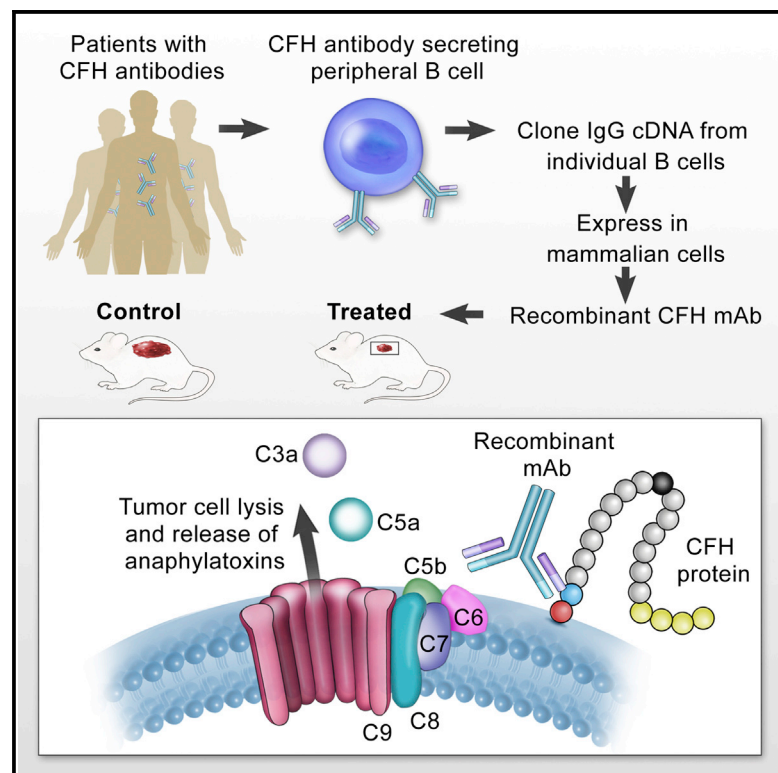 Patients with
CFH antibodies
CFH antibody secreting
peripheral B cell
Clone IgG cDNA from
individual B cells
Express in
mammalian cells
Recombinant CFH mAb
Treated
Control
C3a
Tumor cell lysis
and release of
anaphylatoxins
C5a
Recombinant
mAb
CFH
protein
C5b
C6
C7
C8
C9